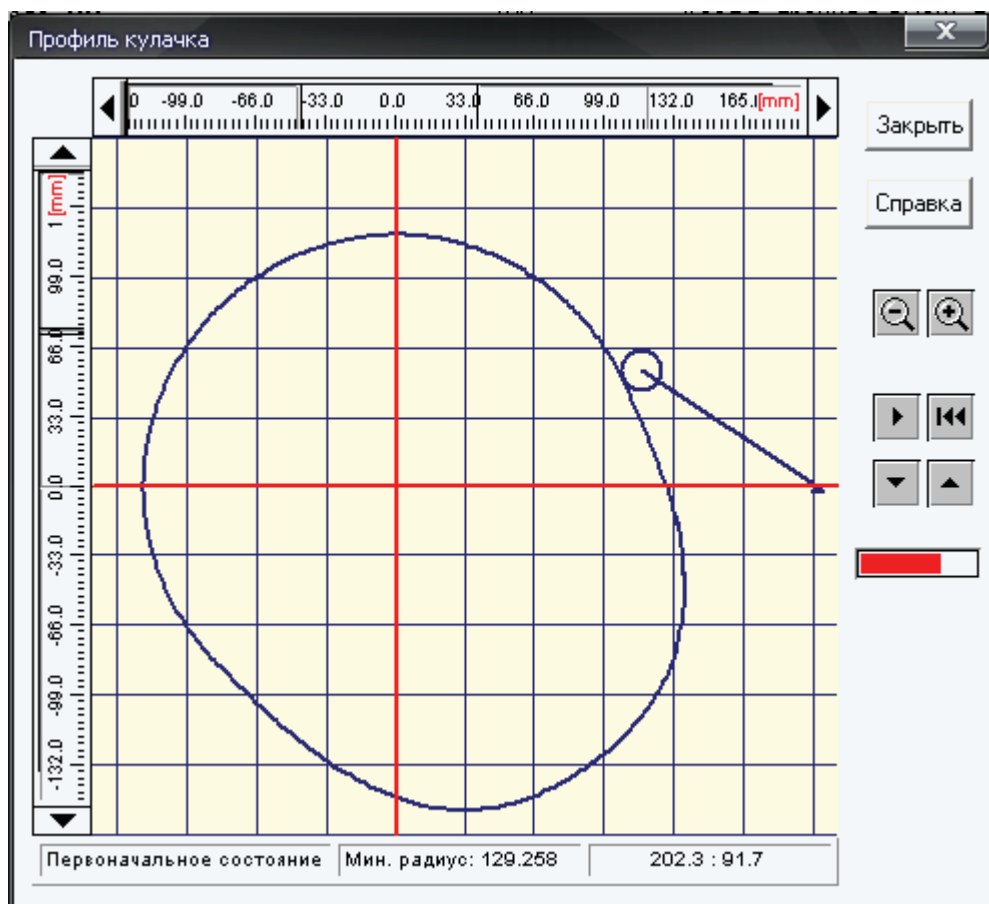 Профиль кулачка
0 -99.0 -66.0 -33.0 0.0 33.0 66.0 99.0 132.0 165. [mm]
Закрыть
Справка
[mm]
1
99.0
66.0
33.0
0.0
-33.0
-66.0
-99.0
-132.0
Первоначальное состояние Мин. радиус: 129.258 202.3 : 91.7